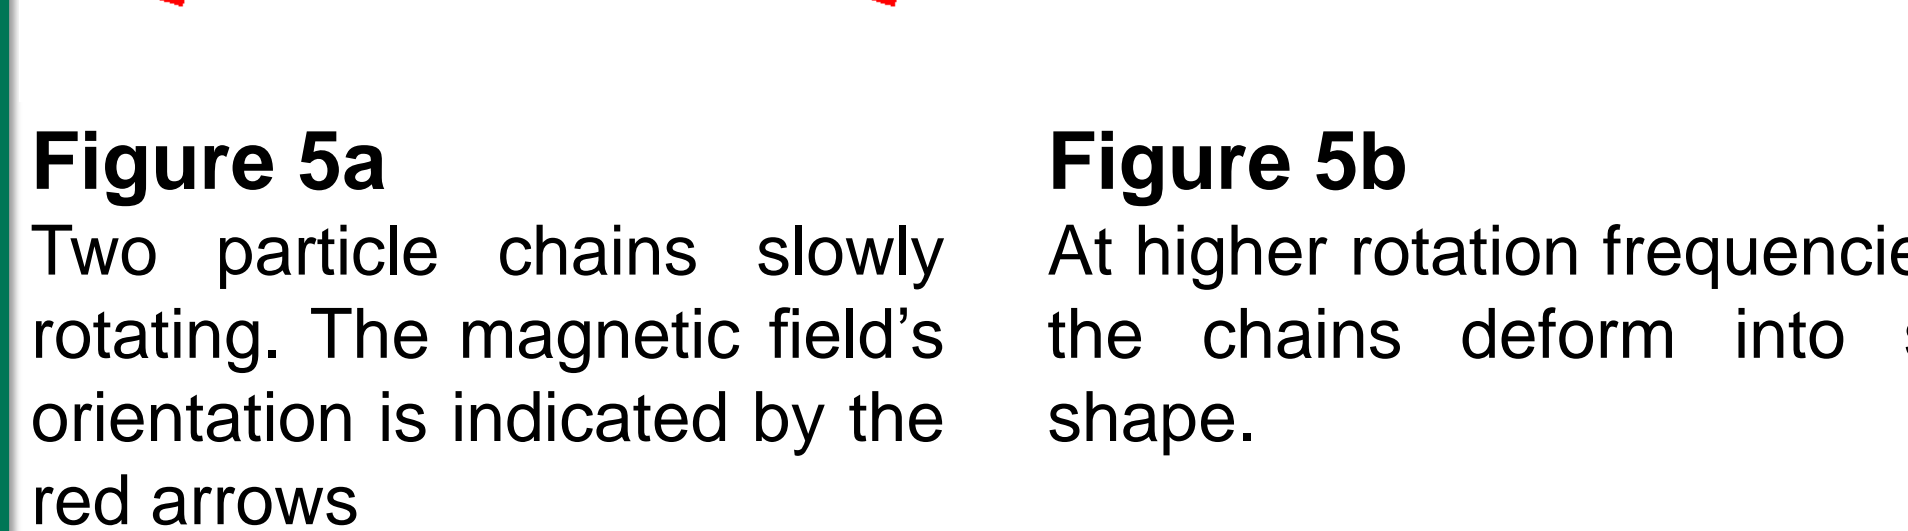 Figure 5a
Two particle chains slowly
rotating. The magnetic field’s
orientation is indicated by the
red arrows
Figure 5b
At higher rotation
the chains deform into
shape.